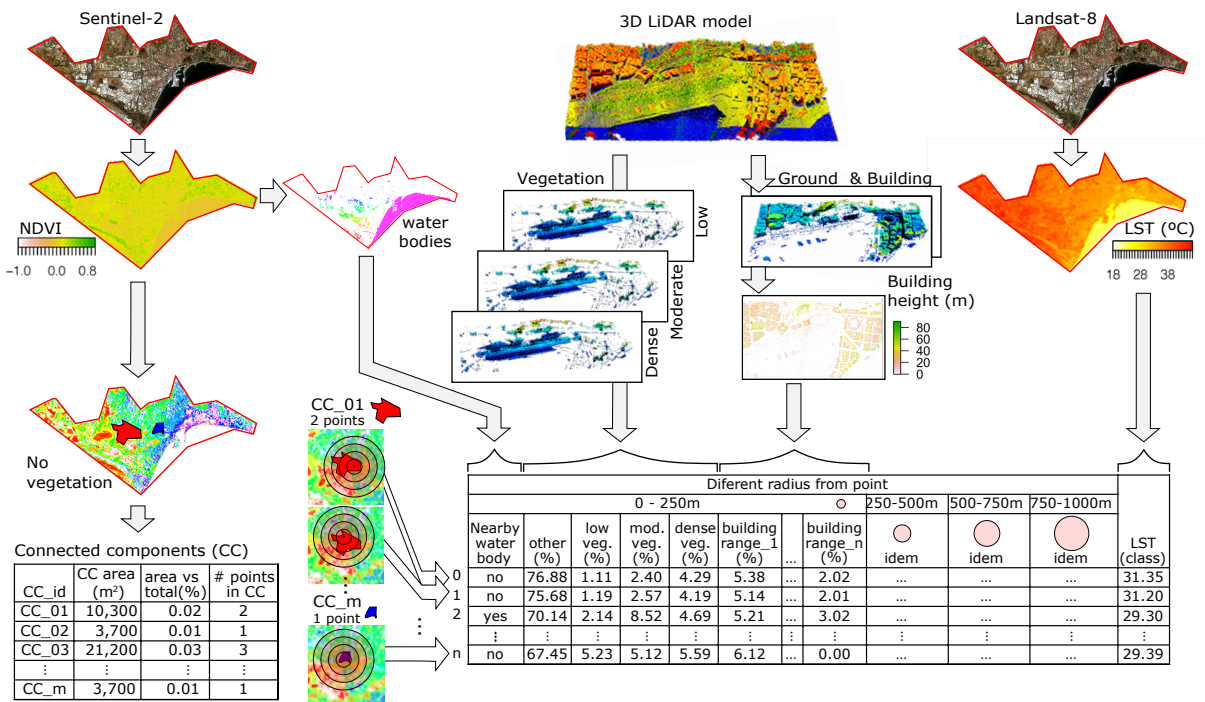 Sentinel-2
3D LiDAR model
Landsat-8
NDVI
-1.0 0.0 0.8
water
bodies
Vegetation
Low
Moderate
Dense
Ground & Building
Building
height (m)
80
60
40
20
0
LST (ºC)
18 28 38
No
vegetation
CC_01
2 points
CC_m
1 point
Connected components (CC)
CC_id CC area (m²) area vs total(%) # points in CC
CC_01 10,300 0.02 2
CC_02 3,700 0.01 1
CC_03 21,200 0.03 3
⋮ ⋮ ⋮ ⋮
CC_m 3,700 0.01 1
Diferent radius from point
0 - 250m 250-500m 500-750m 750-1000m
Nearby water body other (%) low veg. (%) mod. veg. (%) dense veg. (%) building range_1 (%) ... building range_n (%) idem idem idem LST (class)
0 no 76.88 1.11 2.40 4.29 5.38 2.02 ... ... ... 31.35
1 no 75.68 1.19 2.57 4.19 5.14 2.01 ... ... ... 31.20
2 yes 70.14 2.14 8.52 4.69 5.21 ... 3.02 ... ... ... 29.30
⋮ ⋮ ⋮ ⋮ ⋮ ⋮ ⋮ ⋮ ⋮ ⋮ ⋮ ⋮ ⋮
n no 67.45 5.23 5.12 5.59 6.12 ... 0.00 ... ... ... 29.39